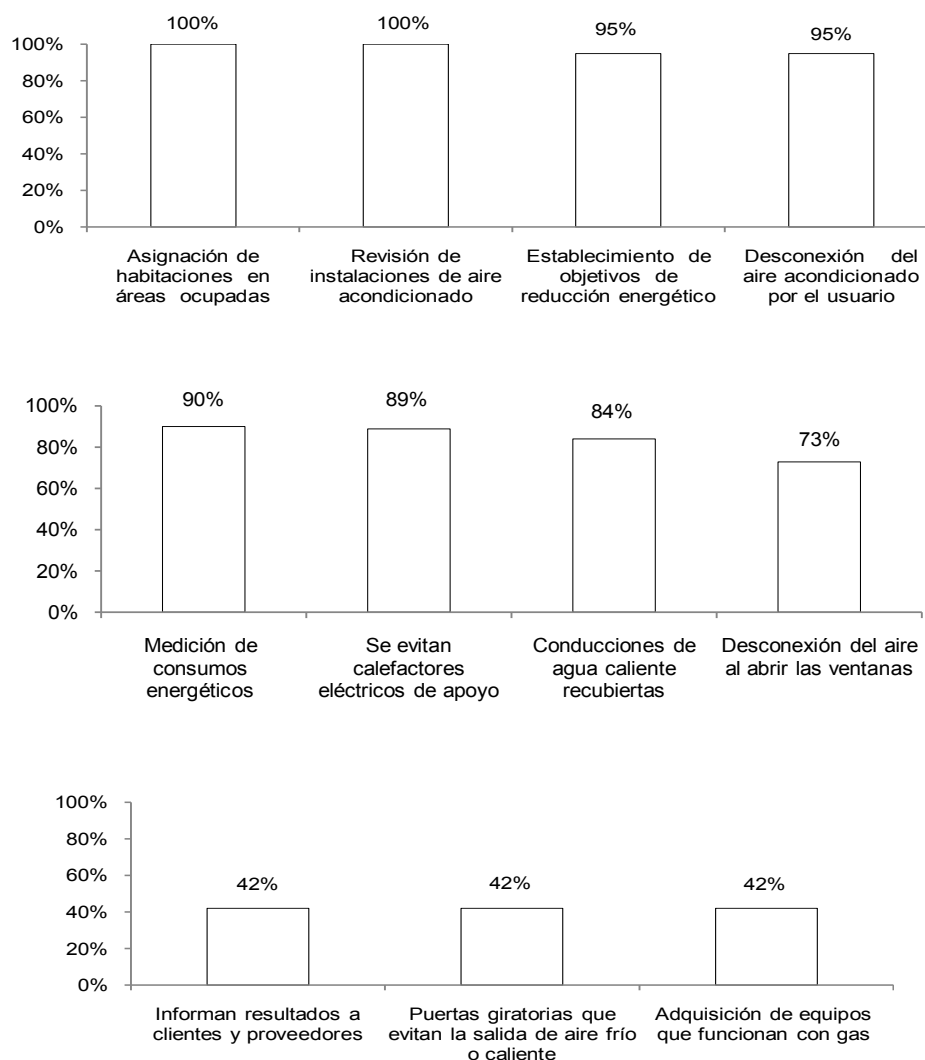 100%
100%
95%
95%
100%
80%
60%
40%
20%
0%
Asignación de
habitaciones en
áreas ocupadas
Revisión de
instalaciones de aire
acondicionado
Establecimiento de
objetivos de
reducción energético
Desconexión del
aire acondicionado
por el usuario
90%
89%
84%
73%
100%
80%
60%
40%
20%
0%
Medición de
consumos
energéticos
Se evitan
calefactores
eléctricos de apoyo
Conducciones de
agua caliente
recubiertas
Desconexión del aire
al abrir las ventanas
100%
80%
60%
40%
20%
0%
42%
42%
42%
Informan resultados a
clientes y proveedores
Puertas giratorias que
evitan la salida de aire frío
o caliente
Adquisición de equipos
que funcionan con gas